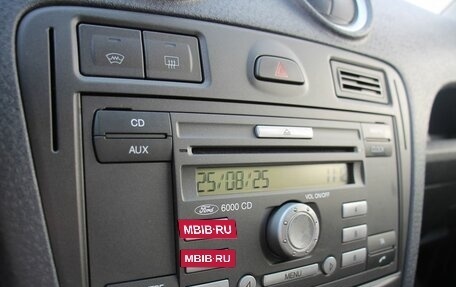 CD
AUX
25/08/25
VOL ON/OFF
Ford 6000 CD
MBIB·RU
MBIB·RU
MENU